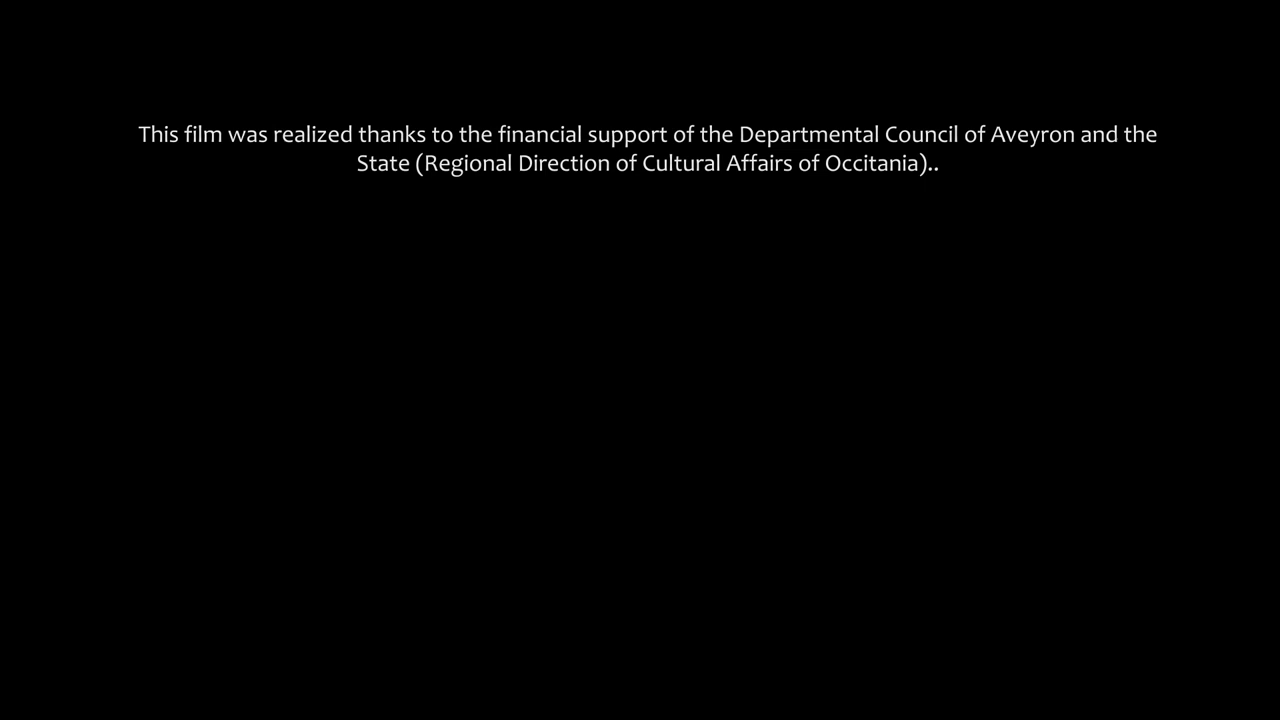 This film was realized thanks to the financial support of the Departmental Council of Aveyron and the
State (Regional Direction of Cultural Affairs of Occitania)..